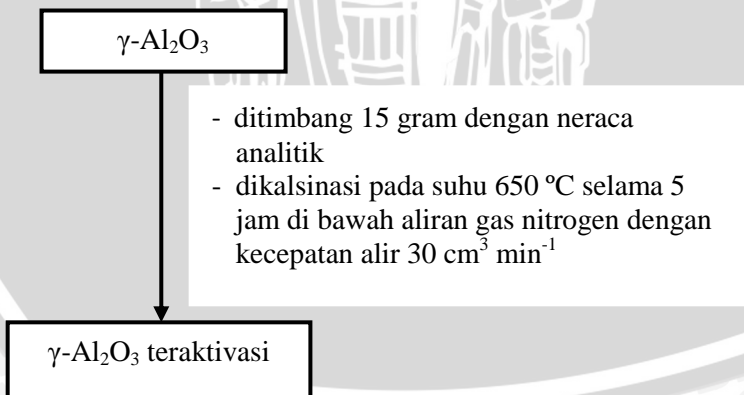 γ-Al₂O₃
- ditimbang 15 gram dengan neraca
analitik
- dikalsinasi pada suhu 650 ºC selama 5
jam di bawah aliran gas nitrogen dengan
kecepatan alir 30 cm³ min⁻¹
γ-Al₂O₃ teraktivasi